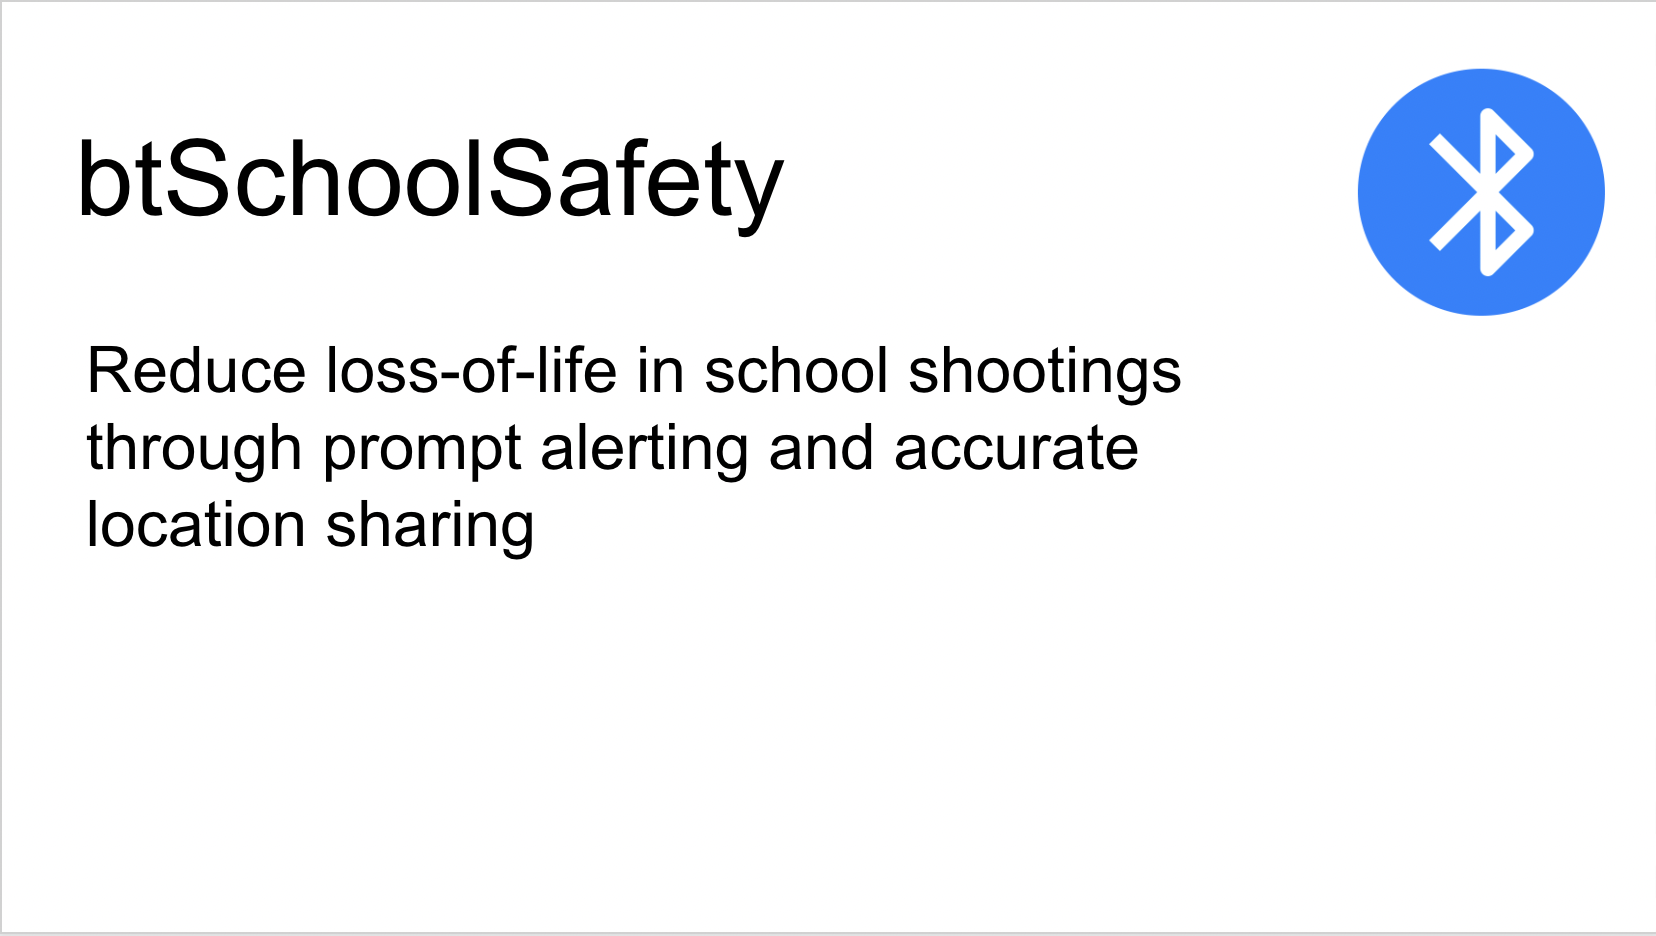 btSchoolSafety
Reduce loss-of-life in school shootings
through prompt alerting and accurate
location sharing